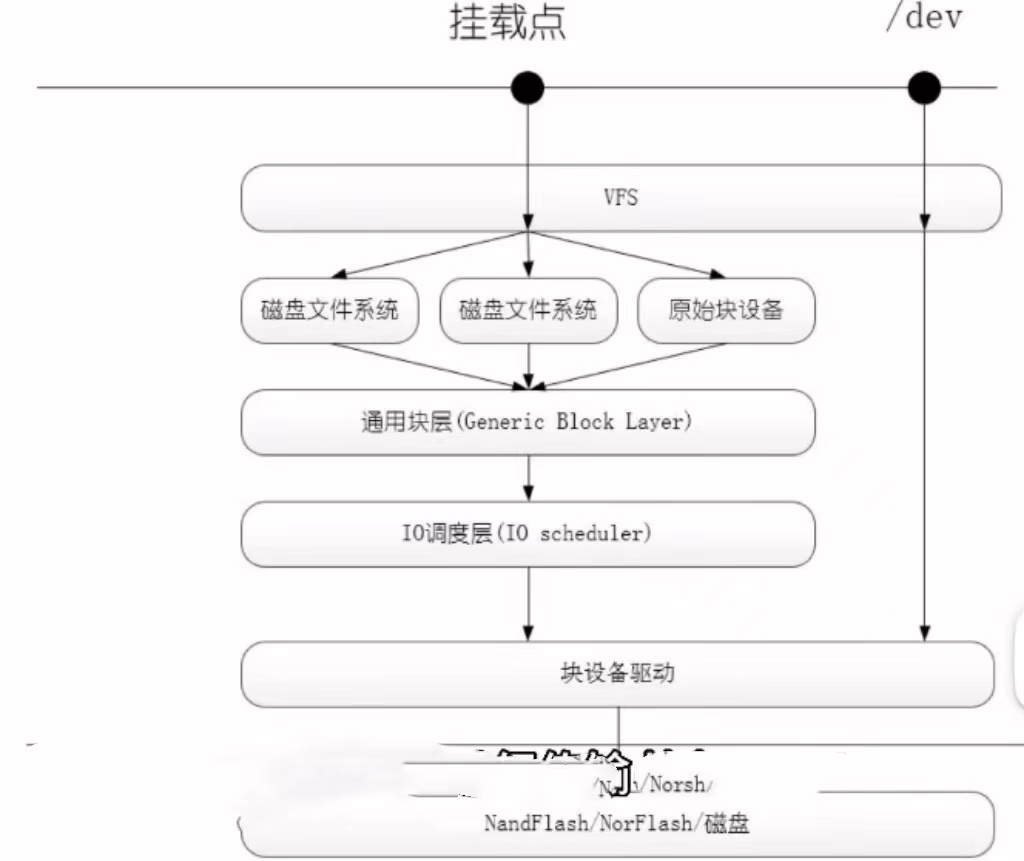 挂载点
/dev
VFS
磁盘文件系统
磁盘文件系统
原始块设备
通用块层(Generic Block Layer)
IO调度层(IO scheduler)
块设备驱动
/Norsh/
NandFlash/NorFlash/磁盘